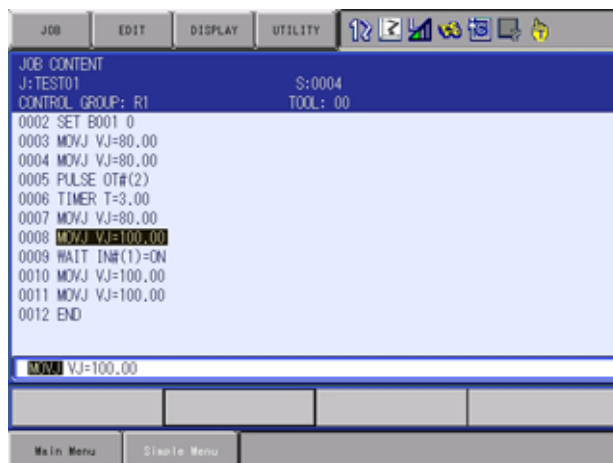 JOB EDIT DISPLAY UTILITY
JOB CONTENT
J:TEST01 S:0004
CONTROL GROUP: R1 TOOL: 00
0002 SET B001 0
0003 MOVJ VJ=80.00
0004 MOVJ VJ=80.00
0005 PULSE OT#(2)
0006 TIMER T=3.00
0007 MOVJ VJ=80.00
0008 MOVJ VJ=100.00
0009 WAIT IN#(1)=ON
0010 MOVJ VJ=100.00
0011 MOVJ VJ=100.00
0012 END
MOVJ VJ=100.00
Main Menu Simple Menu